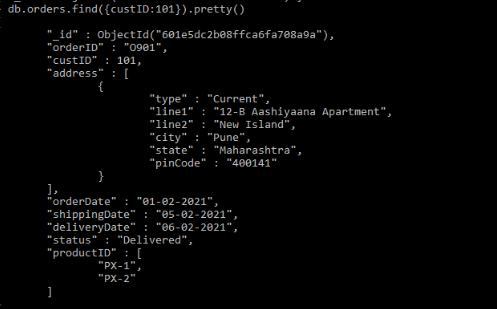 db.orders.find({custID:101}).pretty()
"_id" : ObjectId("601e5dc2b08ffca6fa708a9a"),
"orderID" : "O901",
"custID" : 101,
"address" : [
{
"type" : "Current",
"line1" : "12-B Aashiyaana Apartment",
"line2" : "New Island",
"city" : "Pune",
"state" : "Maharashtra",
"pinCode" : "400141"
}
],
"orderDate" : "01-02-2021",
"shippingDate" : "05-02-2021",
"deliveryDate" : "06-02-2021",
"status" : "Delivered",
"productID" : [
"PX-1",
"PX-2"
]